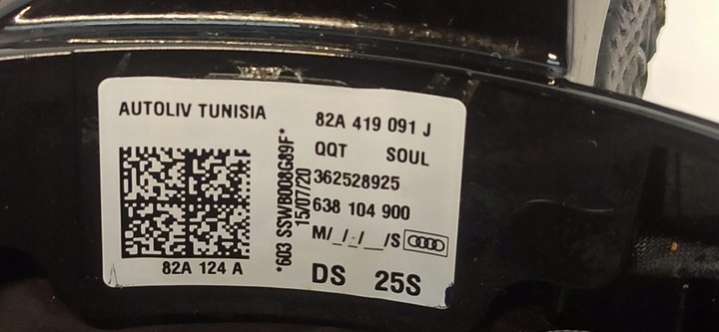 AUTOLIV TUNISIA
82A 419 091 J
QQT SOUL
362528925
638 104 900
M/_/_/__/S
DS 25S
*603 SSWB008G89F*
15/07/20
82A 124 A